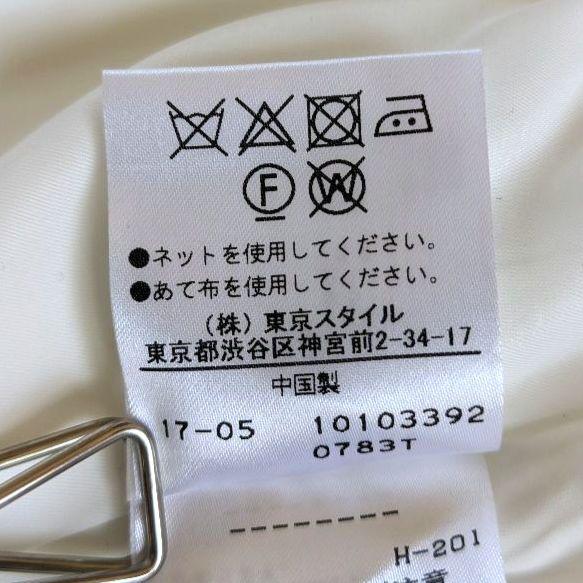 F W
●ネットを使用してください。
●あて布を使用してください。
(株)東京スタイル
東京都渋谷区神宮前2-34-17
中国製
17-05 10103392
0783T
--------
H-201